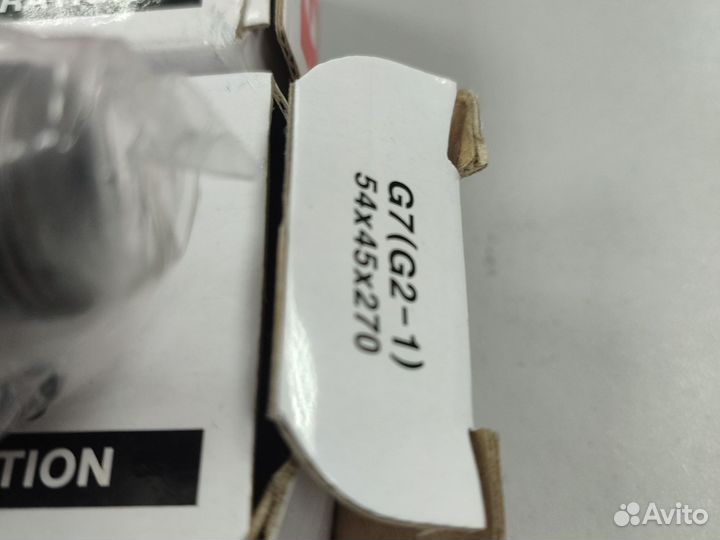 G7(G2-1)
54x45x270
TION
Avito